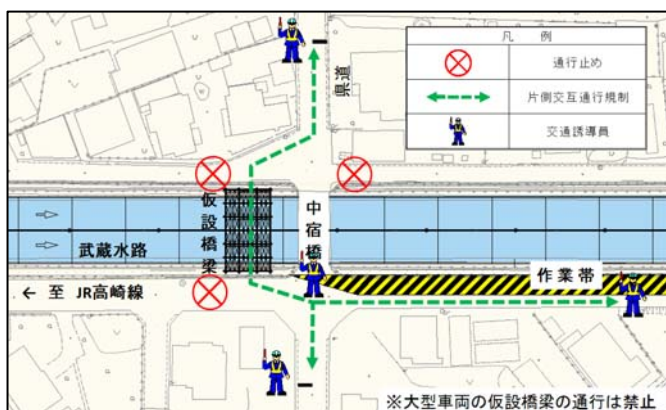 凡 例
通行止め
片側交互通行規制
交通誘導員
県道
仮設橋梁
中宿橋
武蔵水路
作業帯
← 至 JR高崎線
※大型車両の仮設橋梁の通行は禁止